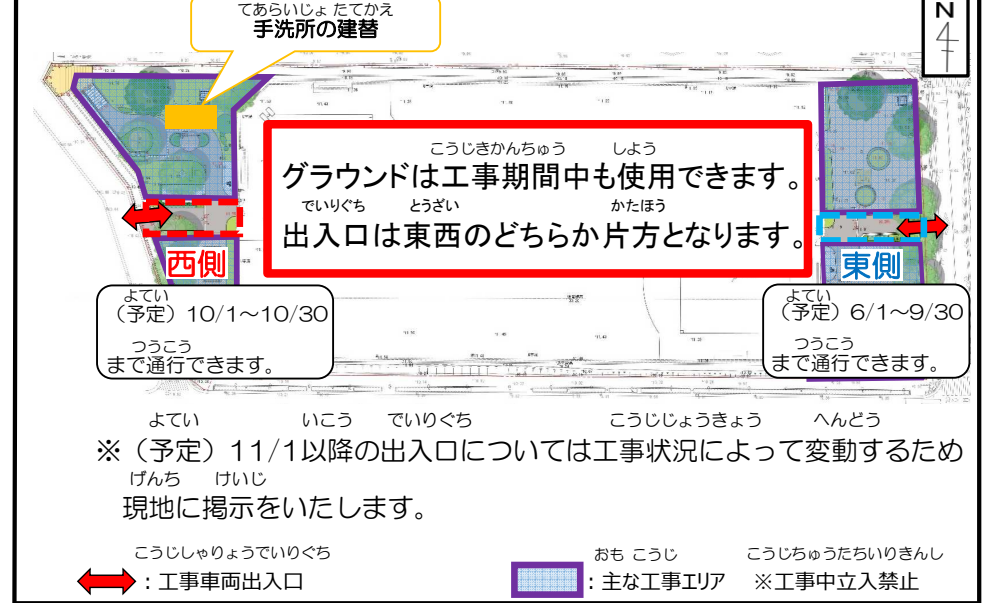 てあらいじょ たてかえ
手洗所の建替
N
こうじきかんちゅう しよう
グラウンドは工事期間中も使用できます。
でいりぐち とうざい かたほう
出入口は東西のどちらか片方となります。
西側
東側
よてい
（予定）10/1～10/30
つうこう
まで通行できます。
よてい
（予定）6/1～9/30
つうこう
まで通行できます。
よてい いこう でいりぐち こうじじょうきょう へんどう
※（予定）11/1以降の出入口については工事状況によって変動するため
げんち けいじ
現地に掲示をいたします。
こうじしゃりょうでいりぐち
：工事車両出入口
おも こうじ こうじちゅうたちいりきんし
：主な工事エリア ※工事中立入禁止